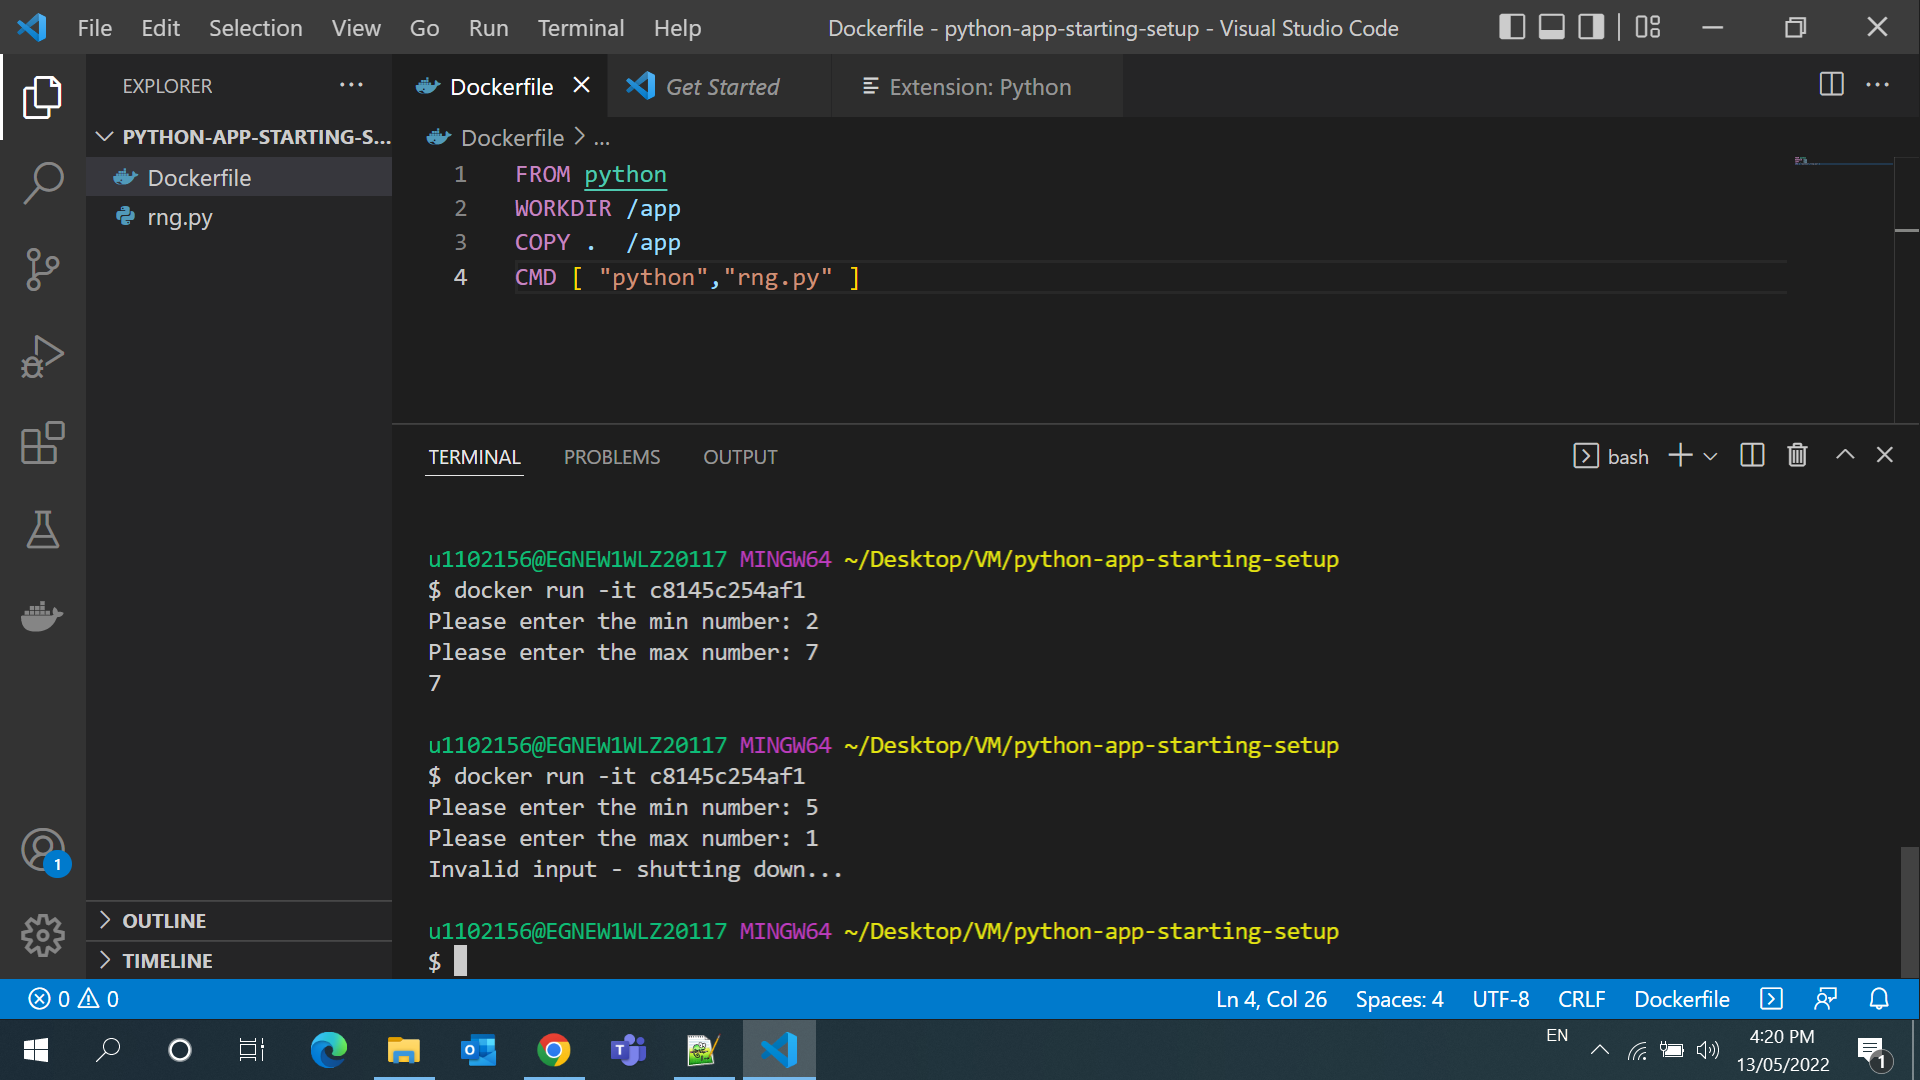 File Edit Selection View Go Run Terminal Help Dockerfile - python-app-starting-setup - Visual Studio Code
EXPLORER
Dockerfile Get Started Extension: Python
PYTHON-APP-STARTING-S...
Dockerfile
rng.py
Dockerfile > ...
1 FROM python
2 WORKDIR /app
3 COPY .  /app
4 CMD [ "python","rng.py" ]
TERMINAL PROBLEMS OUTPUT bash
u1102156@EGNEW1WLZ20117 MINGW64 ~/Desktop/VM/python-app-starting-setup
$ docker run -it c8145c254af1
Please enter the min number: 2
Please enter the max number: 7
7
u1102156@EGNEW1WLZ20117 MINGW64 ~/Desktop/VM/python-app-starting-setup
$ docker run -it c8145c254af1
Please enter the min number: 5
Please enter the max number: 1
Invalid input - shutting down...
u1102156@EGNEW1WLZ20117 MINGW64 ~/Desktop/VM/python-app-starting-setup
$
1
OUTLINE
TIMELINE
0 0 Ln 4, Col 26 Spaces: 4 UTF-8 CRLF Dockerfile
EN 4:20 PM
13/05/2022 1